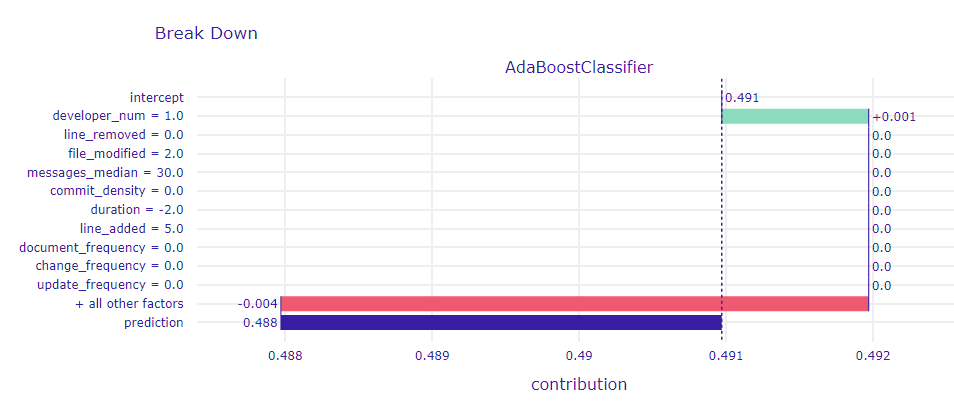 Break Down
AdaBoostClassifier
intercept 0.491
developer_num = 1.0 +0.001
line_removed = 0.0 0.0
file_modified = 2.0 0.0
messages_median = 30.0 0.0
commit_density = 0.0 0.0
duration = -2.0 0.0
line_added = 5.0 0.0
document_frequency = 0.0 0.0
change_frequency = 0.0 0.0
update_frequency = 0.0 0.0
+ all other factors -0.004
prediction 0.488
0.488 0.489 0.49 0.491 0.492
contribution